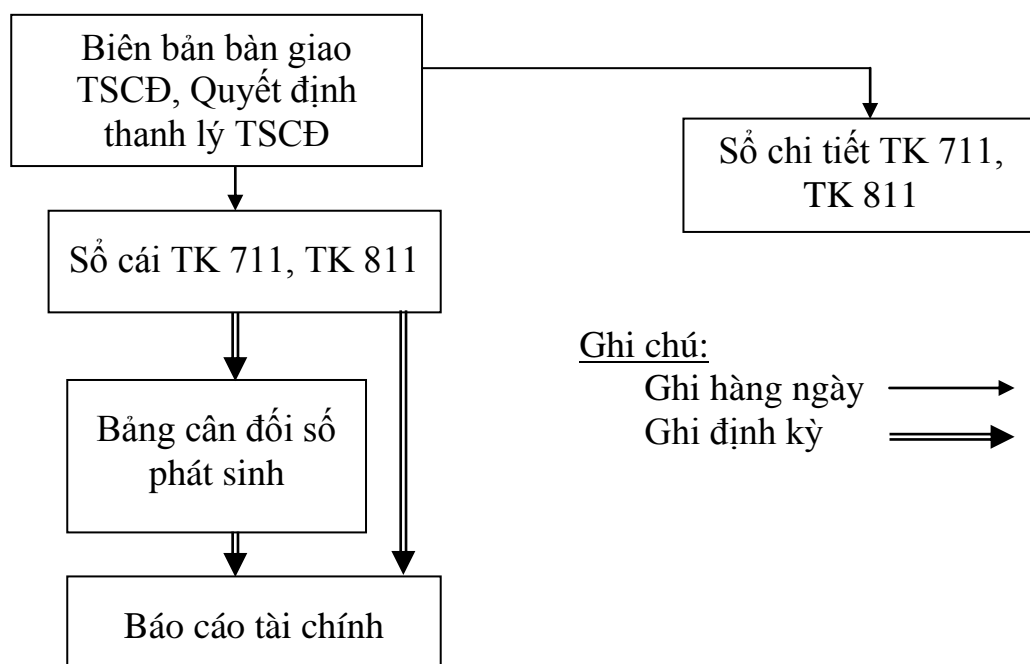 Biên bản bàn giao
TSCĐ, Quyết định
thanh lý TSCĐ
Sổ chi tiết TK 711,
TK 811
Sổ cái TK 711, TK 811
Ghi chú:
Ghi hàng ngày
Ghi định kỳ
Bảng cân đối số
phát sinh
Báo cáo tài chính